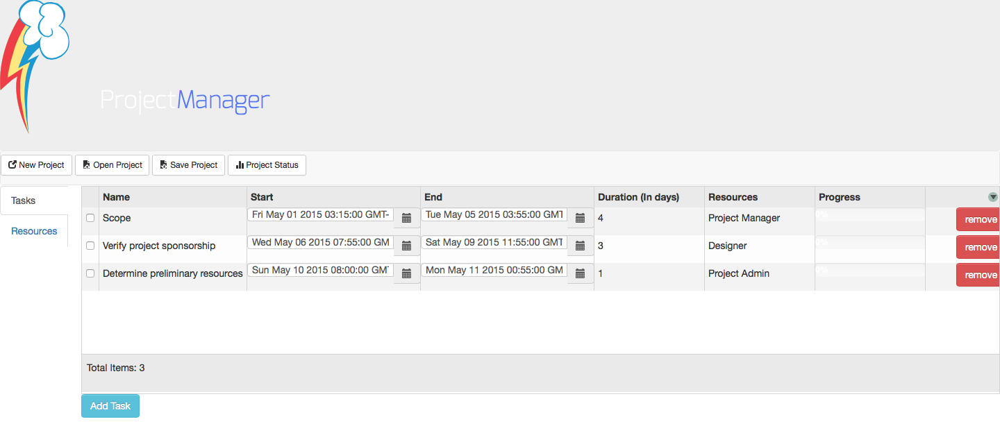 ProjectManager
New Project Open Project Save Project Project Status
Tasks
Resources
Name Start End Duration (In days) Resources Progress
Scope Fri May 01 2015 03:15:00 GMT- Tue May 05 2015 03:55:00 GMT 4 Project Manager 0% remove
Verify project sponsorship Wed May 06 2015 07:55:00 GM Sat May 09 2015 11:55:00 GMT 3 Designer 0% remove
Determine preliminary resources Sun May 10 2015 08:00:00 GMT Mon May 11 2015 00:55:00 GM 1 Project Admin 0% remove
Total Items: 3
Add Task